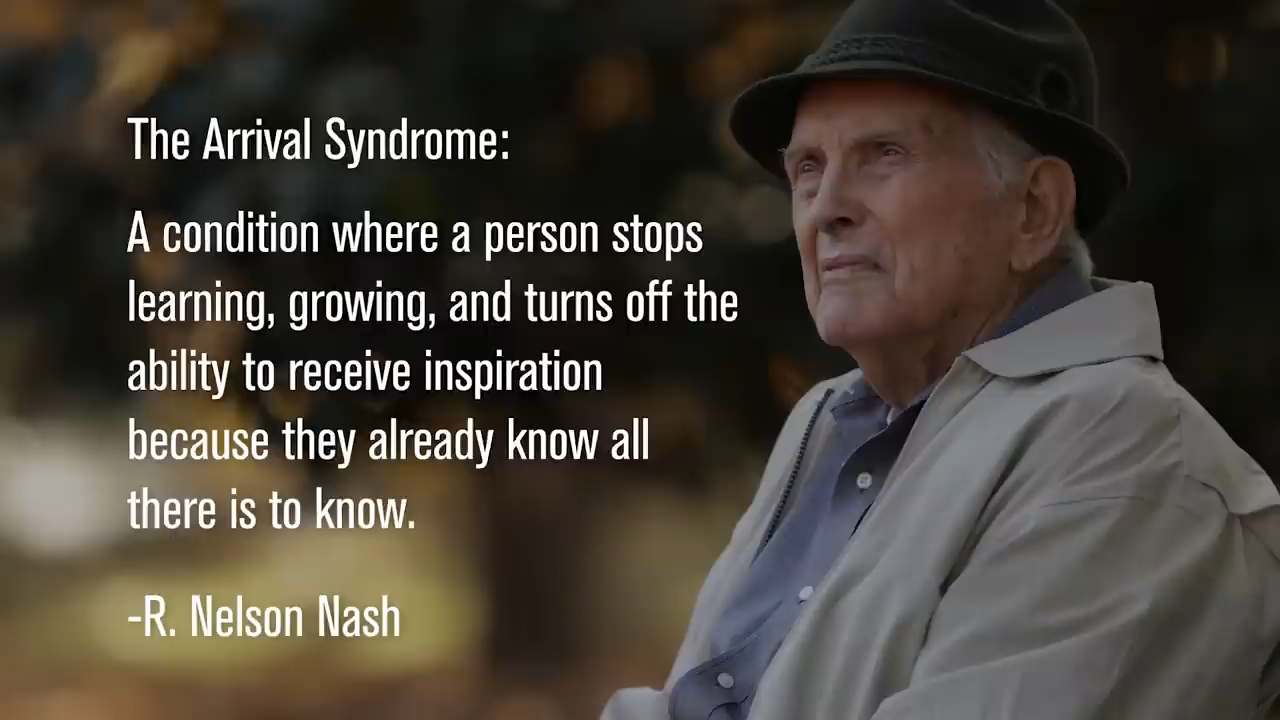 The Arrival Syndrome:
A condition where a person stops
learning, growing, and turns off the
ability to receive inspiration
because they already know all
there is to know.
-R. Nelson Nash